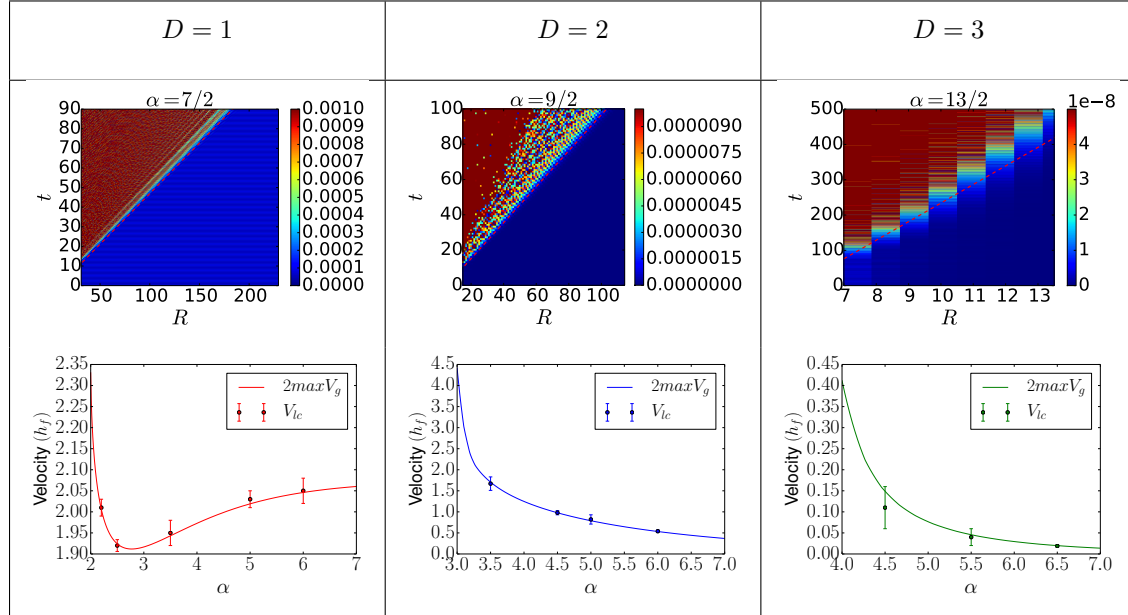 D = 1
D = 2
D = 3
α = 7/2
90
80
70
60
50
40
30
20
10
0
t
50 100 150 200
R
0.0010
0.0009
0.0008
0.0007
0.0006
0.0005
0.0004
0.0003
0.0002
0.0001
0.0000
α = 9/2
100
80
60
40
20
0
t
20 40 60 80 100
R
0.0000090
0.0000075
0.0000060
0.0000045
0.0000030
0.0000015
0.0000000
α = 13/2
500
400
300
200
100
0
t
7 8 9 10 11 12 13
R
1e−8
4
3
2
1
0
2.35
2.30
2.25
2.20
2.15
2.10
2.05
2.00
1.95
1.90
Velocity (h_f)
2maxV_g
V_lc
2 3 4 5 6 7
α
4.5
4.0
3.5
3.0
2.5
2.0
1.5
1.0
0.5
0.0
Velocity (h_f)
2maxV_g
V_lc
3.0 3.5 4.0 4.5 5.0 5.5 6.0 6.5 7.0
α
0.45
0.40
0.35
0.30
0.25
0.20
0.15
0.10
0.05
0.00
Velocity (h_f)
2maxV_g
V_lc
4.0 4.5 5.0 5.5 6.0 6.5 7.0
α